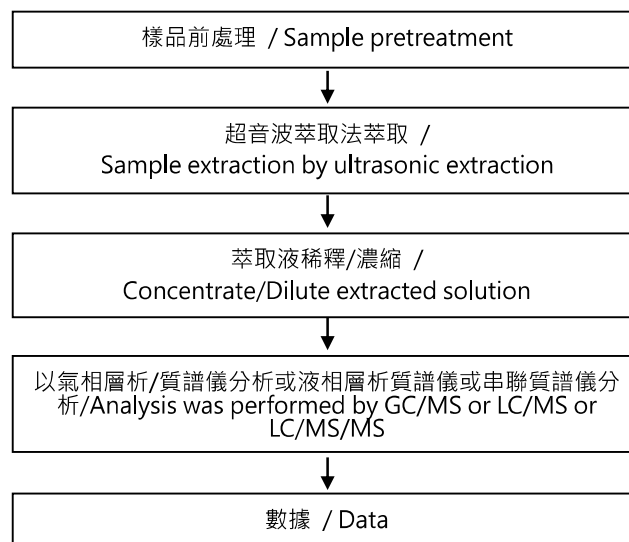 樣品前處理 / Sample pretreatment
超音波萃取法萃取 /
Sample extraction by ultrasonic extraction
萃取液稀釋/濃縮 /
Concentrate/Dilute extracted solution
以氣相層析/質譜儀分析或液相層析質譜儀或串聯質譜儀分
析/Analysis was performed by GC/MS or LC/MS or
LC/MS/MS
數據 / Data